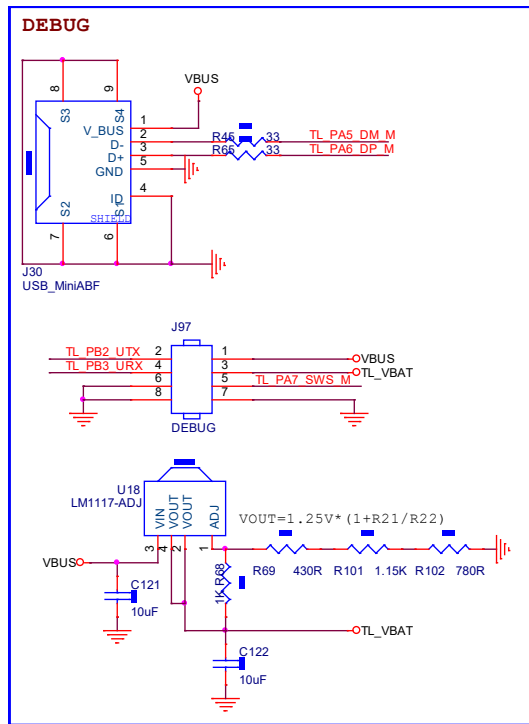 DEBUG
VBUS
8
9
S3
S4
1
V_BUS
2
D-
R45
33
TL_PA5_DM_M
3
D+
R65
33
TL_PA6_DP_M
5
GND
4
ID
S2
S1
SHIELD
7
6
J30
USB_MiniABF
J97
TL_PB2_UTX
2
1
VBUS
TL_PB3_URX
4
3
TL_VBAT
6
5
TL_PA7_SWS_M
8
7
DEBUG
U18
LM1117-ADJ
VIN
VOUT
VOUT
ADJ
VOUT=1.25V*(1+R21/R22)
3
4
2
1
VBUS
R69
430R
R101
1.15K
R102
780R
C121
10uF
1K
R68
TL_VBAT
C122
10uF